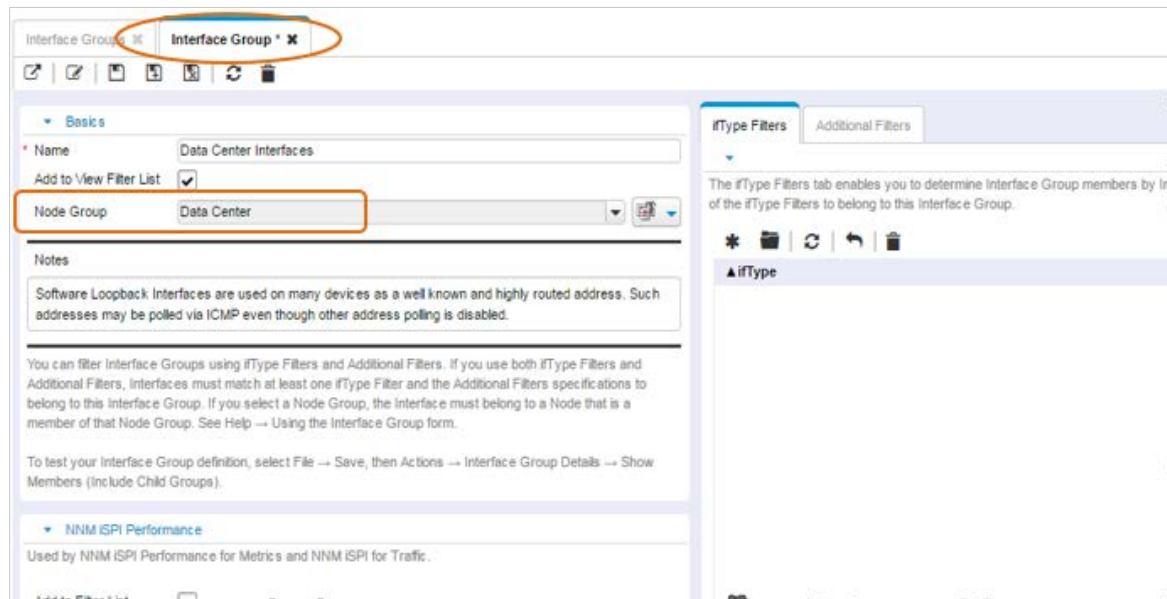 Interface Groups
Interface Group *
Basics
* Name
Data Center Interfaces
Add to View Filter List
Node Group
Data Center
Notes
Software Loopback Interfaces are used on many devices as a well known and highly routed address. Such
addresses may be polled via ICMP even though other address polling is disabled.
You can filter Interface Groups using ifType Filters and Additional Filters. If you use both ifType Filters and
Additional Filters, Interfaces must match at least one ifType Filter and the Additional Filters specifications to
belong to this Interface Group. If you select a Node Group, the Interface must belong to a Node that is a
member of that Node Group. See Help → Using the Interface Group form.
To test your Interface Group definition, select File → Save, then Actions → Interface Group Details → Show
Members (Include Child Groups).
NNM iSPI Performance
Used by NNM iSPI Performance for Metrics and NNM iSPI for Traffic.
Add to Filter List
ifType Filters
Additional Filters
The ifType Filters tab enables you to determine Interface Group members by
of the ifType Filters to belong to this Interface Group.
▲ifType